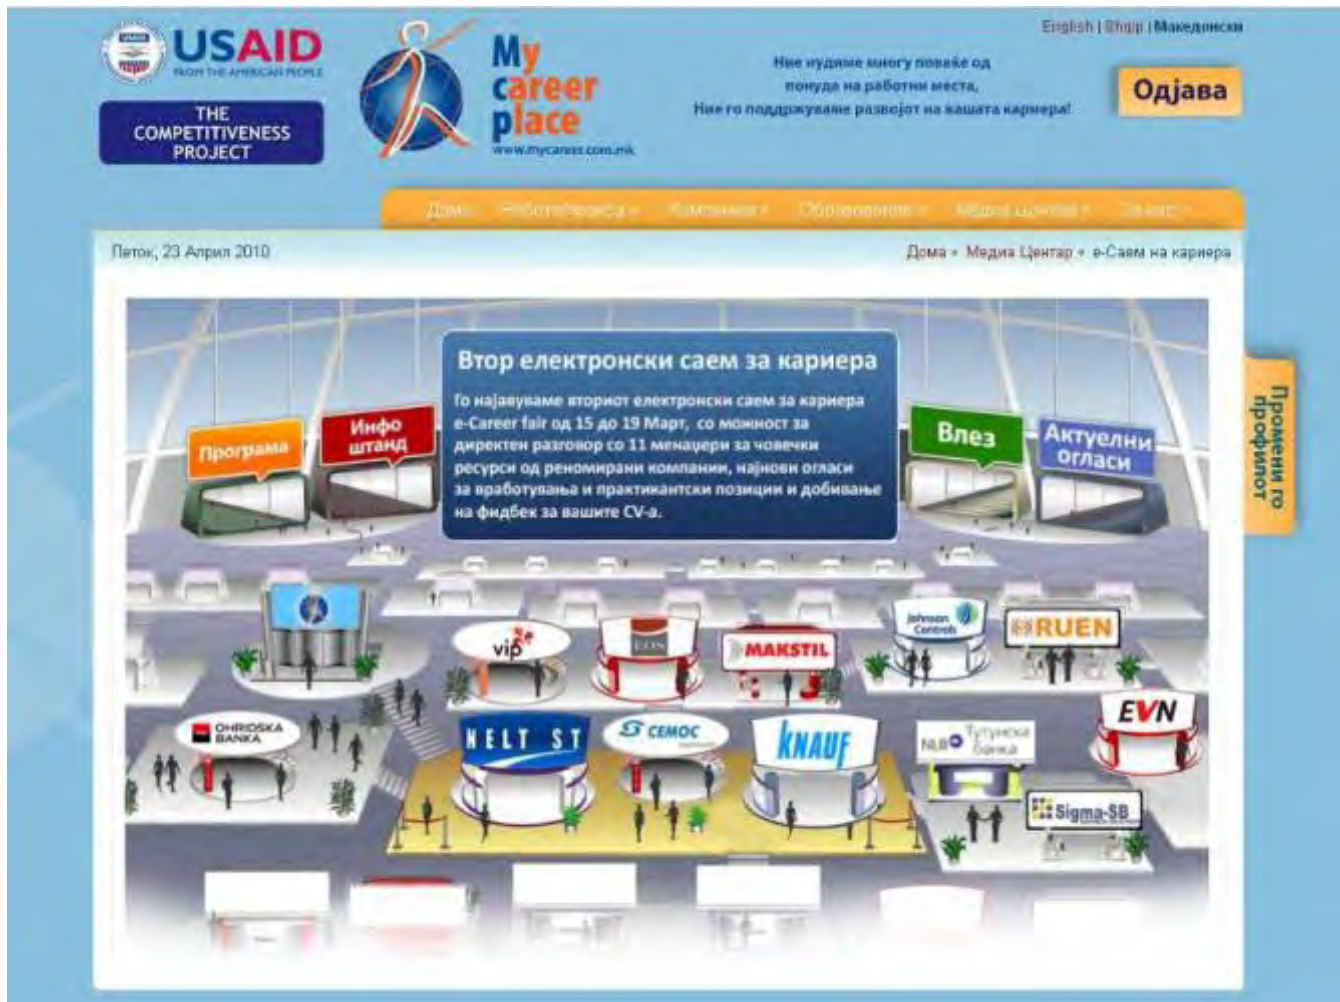 English | Shqip | Македонски
USAID
FROM THE AMERICAN PEOPLE
THE
COMPETITIVENESS
PROJECT
My
career
place
www.mycareer.com.mk
Ние нудиме многу повеќе од
понуда на работни места,
Ние го поддржуваме развојот на вашата кариера!
Одјава
Дома
Медиа Центар
За нас
Петок, 23 Април 2010
Дома
Медиа Центар
е-Саем на кариера
Втор електронски саем за кариера
Го најавуваме вториот електронски саем за кариера
e-Career fair од 15 до 19 Март, со можност за
директен разговор со 11 менаџери за човечки
ресурси од реномирани компании, најнови огласи
за вработувања и практикантски позиции и добивање
на фидбек за вашите CV-а.
Програма
Инфо
штанд
Влез
Актуелни
огласи
Промени го
профилот
vip
EOS
MAKSTIL
Johnson
Controls
RUEN
OHRIDSKA
BANKA
NELT ST
СЕМОС
KNAUF
NLB Тутунска
банка
EVN
Sigma-SB